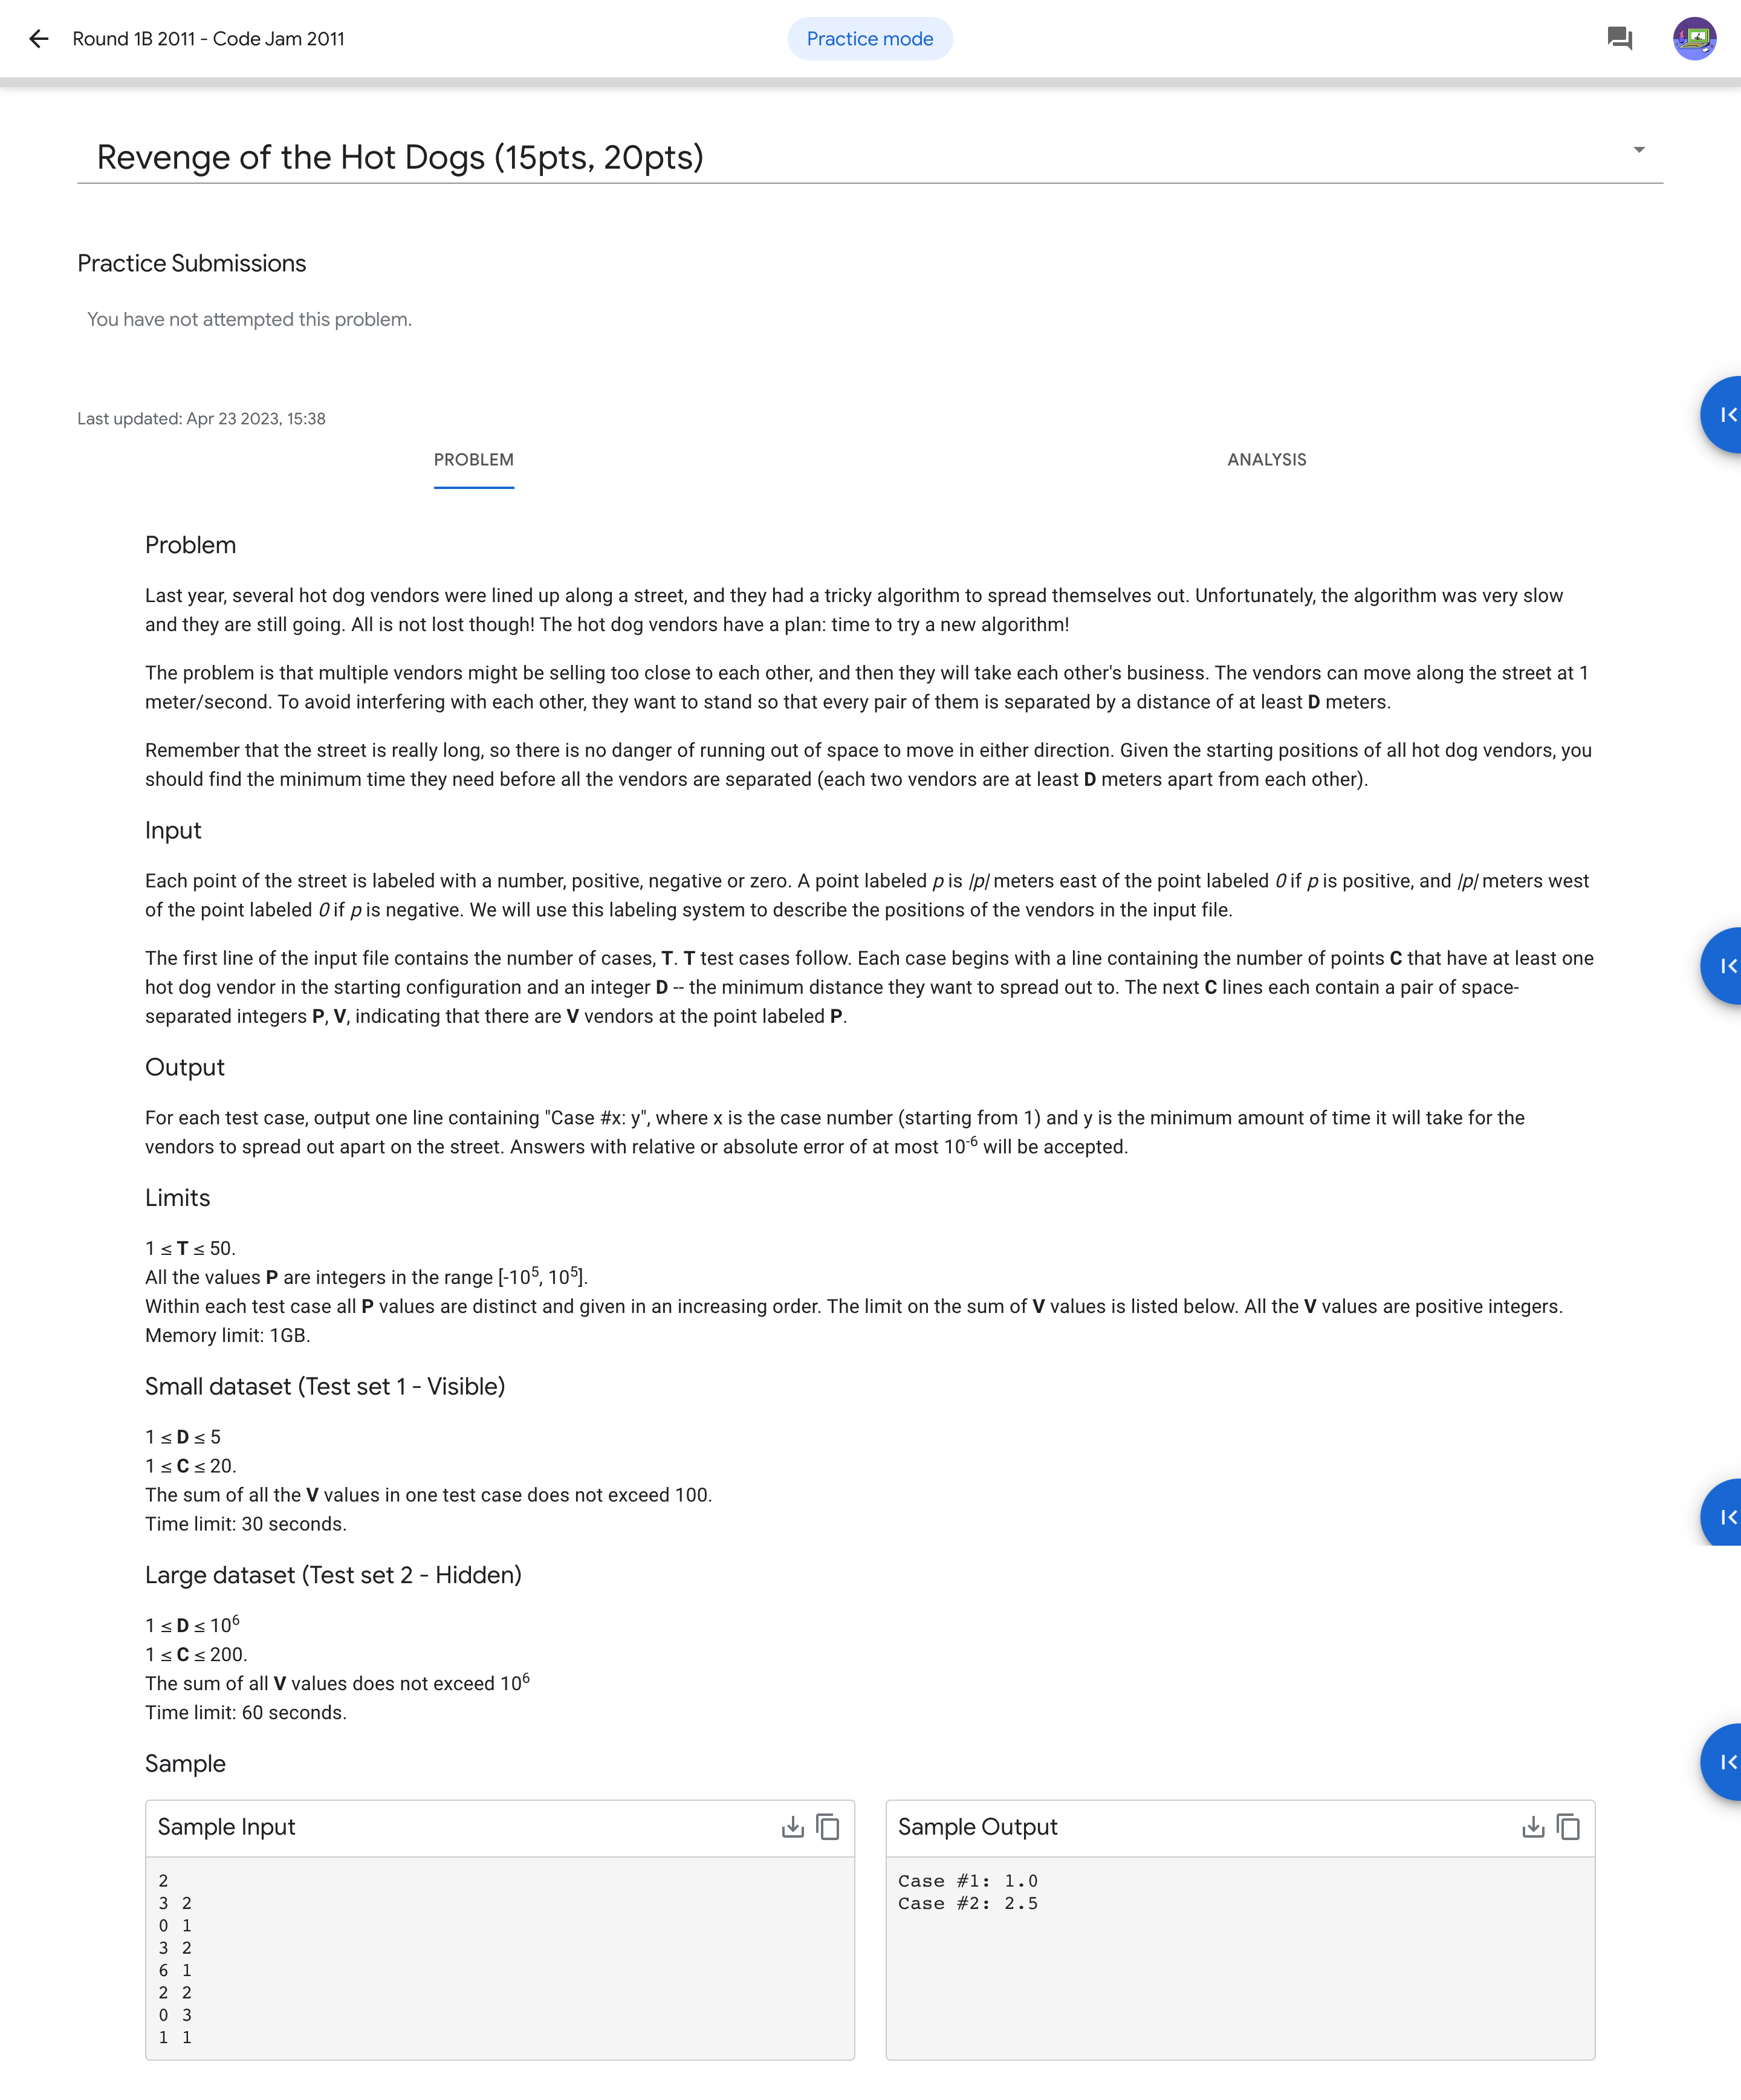 Round 1B 2011 - Code Jam 2011
Practice mode
Revenge of the Hot Dogs (15pts, 20pts)
Practice Submissions
You have not attempted this problem.
Last updated: Apr 23 2023, 15:38
PROBLEM
ANALYSIS
Problem
Last year, several hot dog vendors were lined up along a street, and they had a tricky algorithm to spread themselves out. Unfortunately, the algorithm was very slow
and they are still going. All is not lost though! The hot dog vendors have a plan: time to try a new algorithm!
The problem is that multiple vendors might be selling too close to each other, and then they will take each other's business. The vendors can move along the street at 1
meter/second. To avoid interfering with each other, they want to stand so that every pair of them is separated by a distance of at least D meters.
Remember that the street is really long, so there is no danger of running out of space to move in either direction. Given the starting positions of all hot dog vendors, you
should find the minimum time they need before all the vendors are separated (each two vendors are at least D meters apart from each other).
Input
Each point of the street is labeled with a number, positive, negative or zero. A point labeled p is |p| meters east of the point labeled 0 if p is positive, and |p| meters west
of the point labeled 0 if p is negative. We will use this labeling system to describe the positions of the vendors in the input file.
The first line of the input file contains the number of cases, T. T test cases follow. Each case begins with a line containing the number of points C that have at least one
hot dog vendor in the starting configuration and an integer D -- the minimum distance they want to spread out to. The next C lines each contain a pair of space-
separated integers P, V, indicating that there are V vendors at the point labeled P.
Output
For each test case, output one line containing "Case #x: y", where x is the case number (starting from 1) and y is the minimum amount of time it will take for the
vendors to spread out apart on the street. Answers with relative or absolute error of at most 10⁻⁶ will be accepted.
Limits
1 ≤ T ≤ 50.
All the values P are integers in the range [-10⁵, 10⁵].
Within each test case all P values are distinct and given in an increasing order. The limit on the sum of V values is listed below. All the V values are positive integers.
Memory limit: 1GB.
Small dataset (Test set 1 - Visible)
1 ≤ D ≤ 5
1 ≤ C ≤ 20.
The sum of all the V values in one test case does not exceed 100.
Time limit: 30 seconds.
Large dataset (Test set 2 - Hidden)
1 ≤ D ≤ 10⁶
1 ≤ C ≤ 200.
The sum of all V values does not exceed 10⁶
Time limit: 60 seconds.
Sample
Sample Input
2
3 2
0 1
3 2
6 1
2 2
0 3
1 1
Sample Output
Case #1: 1.0
Case #2: 2.5